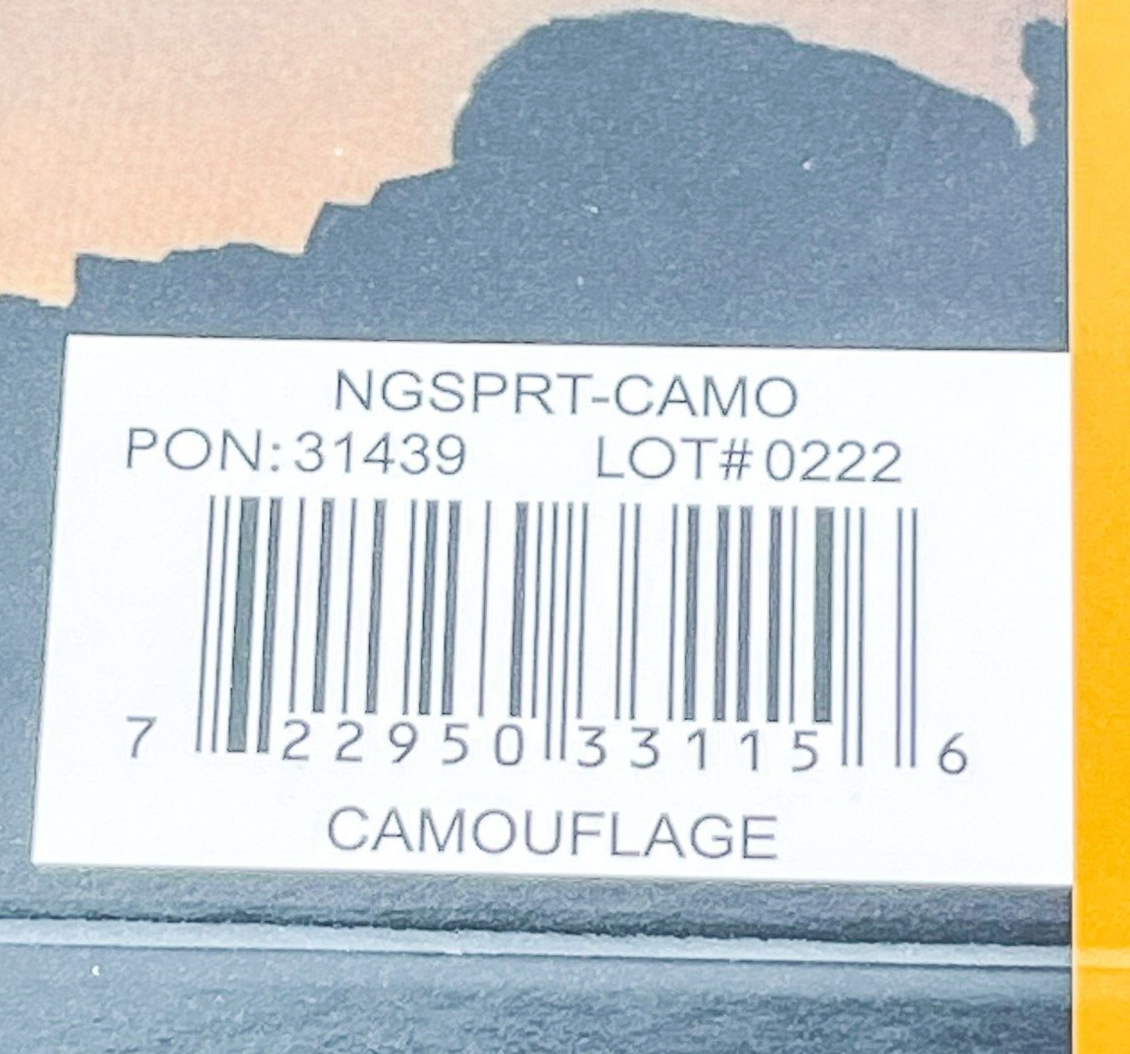 NGSPRT-CAMO
PON:31439 LOT#0222
7 22950 33115 6
CAMOUFLAGE